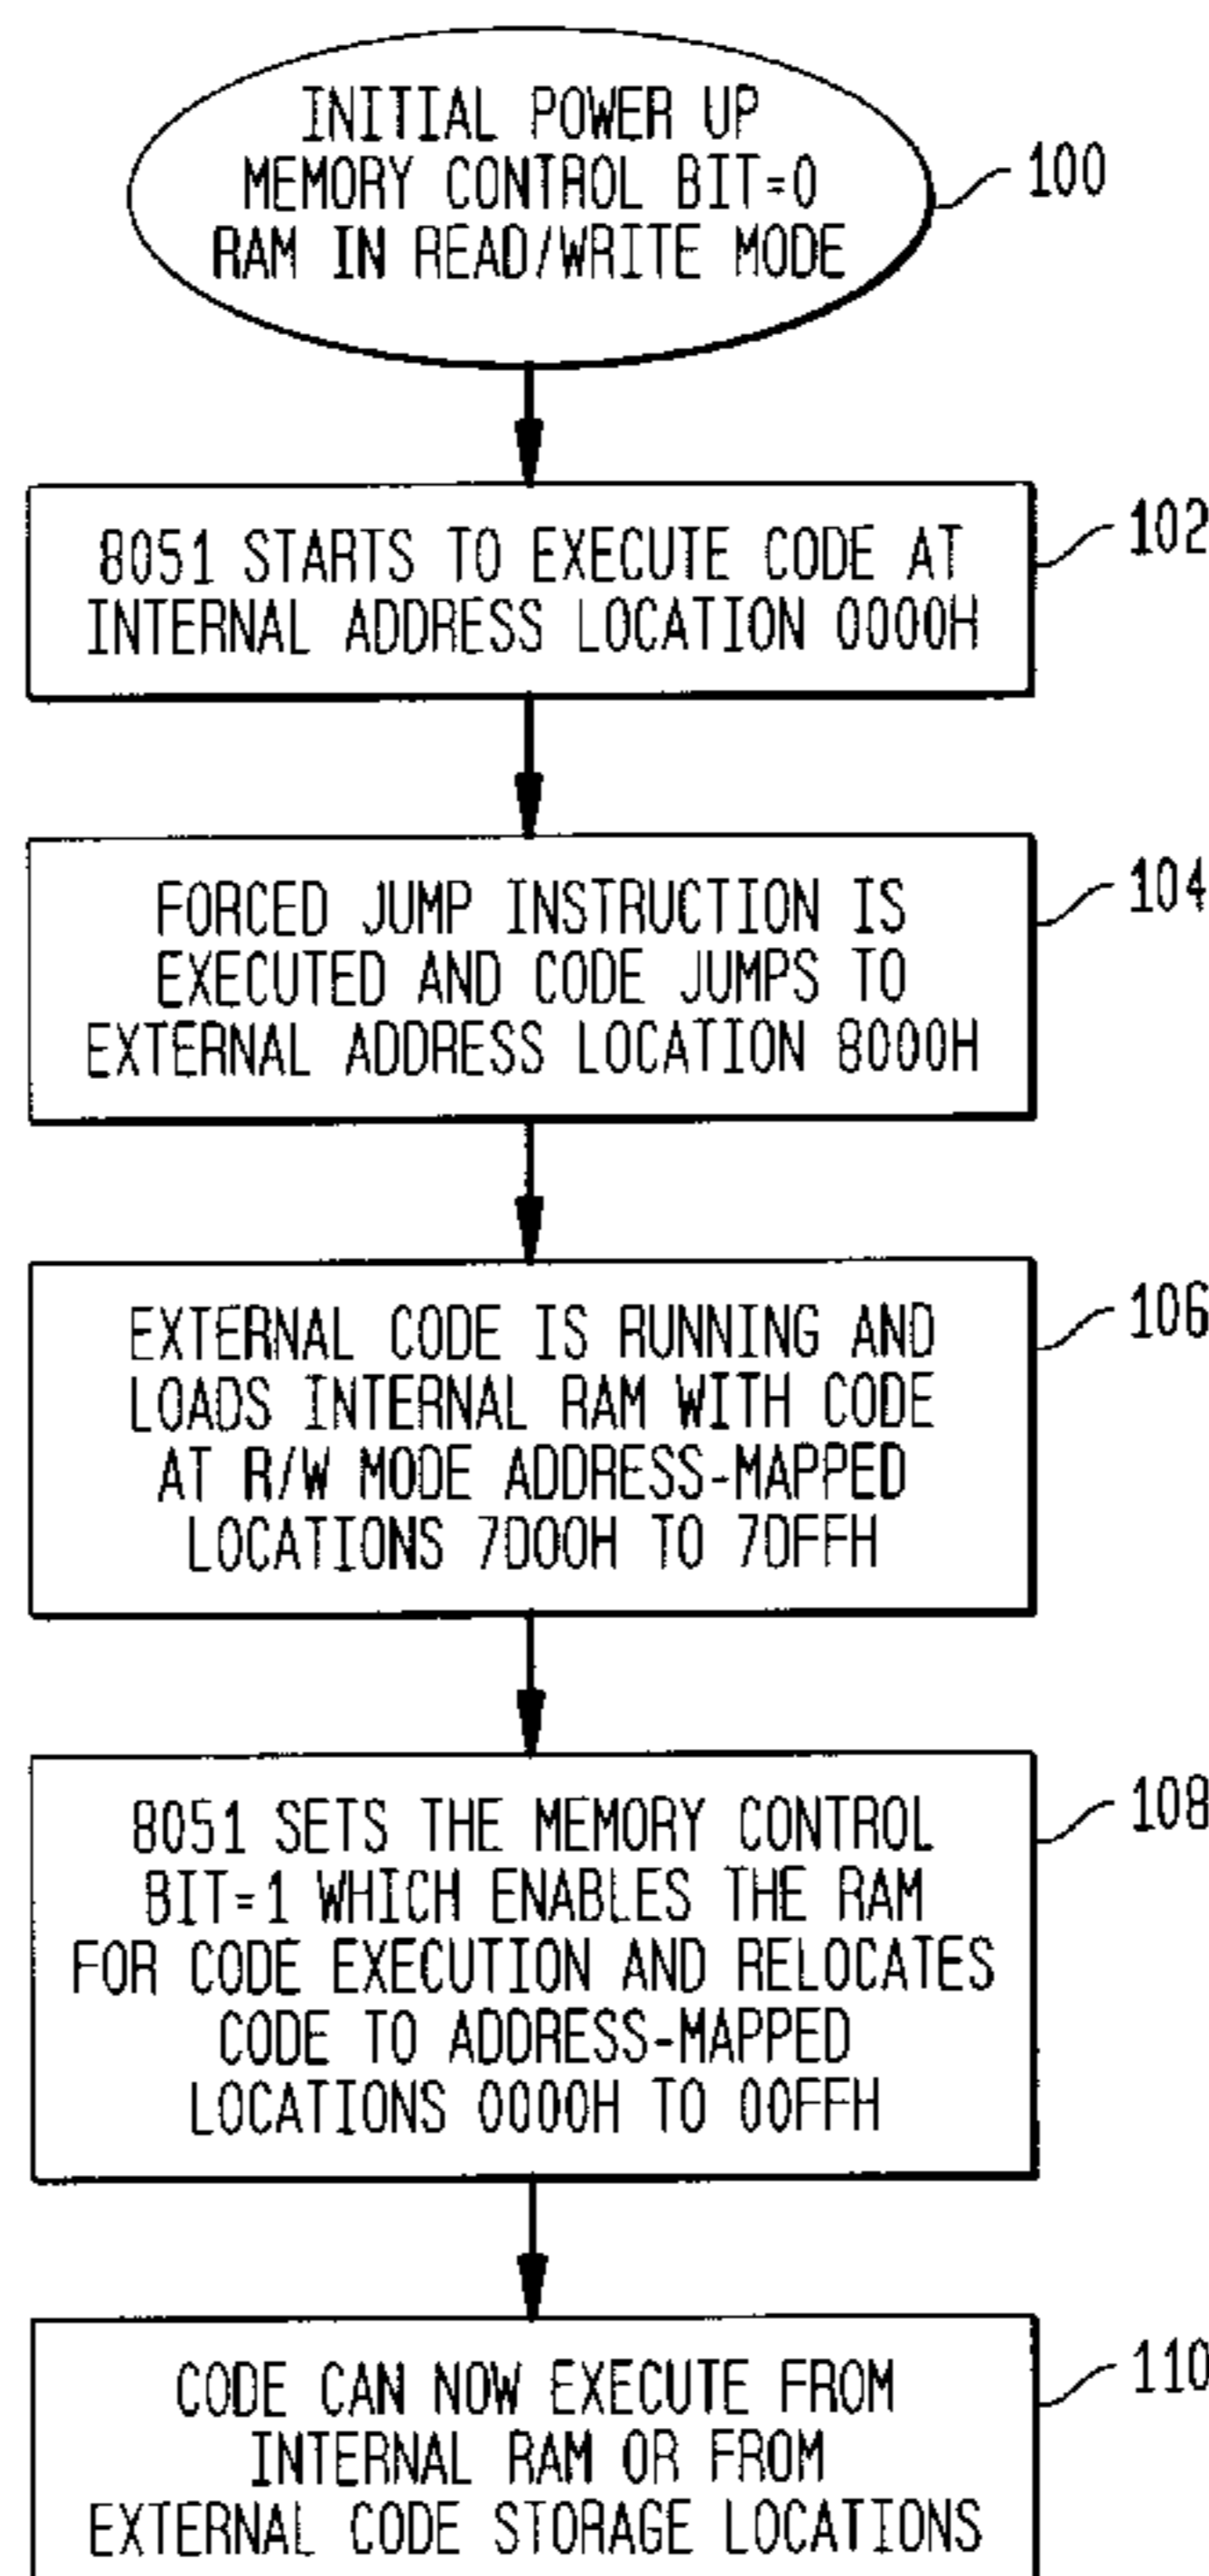 INITIAL POWER UP
MEMORY CONTROL BIT=0
RAM IN READ/WRITE MODE
100
8051 STARTS TO EXECUTE CODE AT
INTERNAL ADDRESS LOCATION 0000H
102
FORCED JUMP INSTRUCTION IS
EXECUTED AND CODE JUMPS TO
EXTERNAL ADDRESS LOCATION 8000H
104
EXTERNAL CODE IS RUNNING AND
LOADS INTERNAL RAM WITH CODE
AT R/W MODE ADDRESS-MAPPED
LOCATIONS 7D00H TO 7DFFH
106
8051 SETS THE MEMORY CONTROL
BIT=1 WHICH ENABLES THE RAM
FOR CODE EXECUTION AND RELOCATES
CODE TO ADDRESS-MAPPED
LOCATIONS 0000H TO 00FFH
108
CODE CAN NOW EXECUTE FROM
INTERNAL RAM OR FROM
EXTERNAL CODE STORAGE LOCATIONS
110